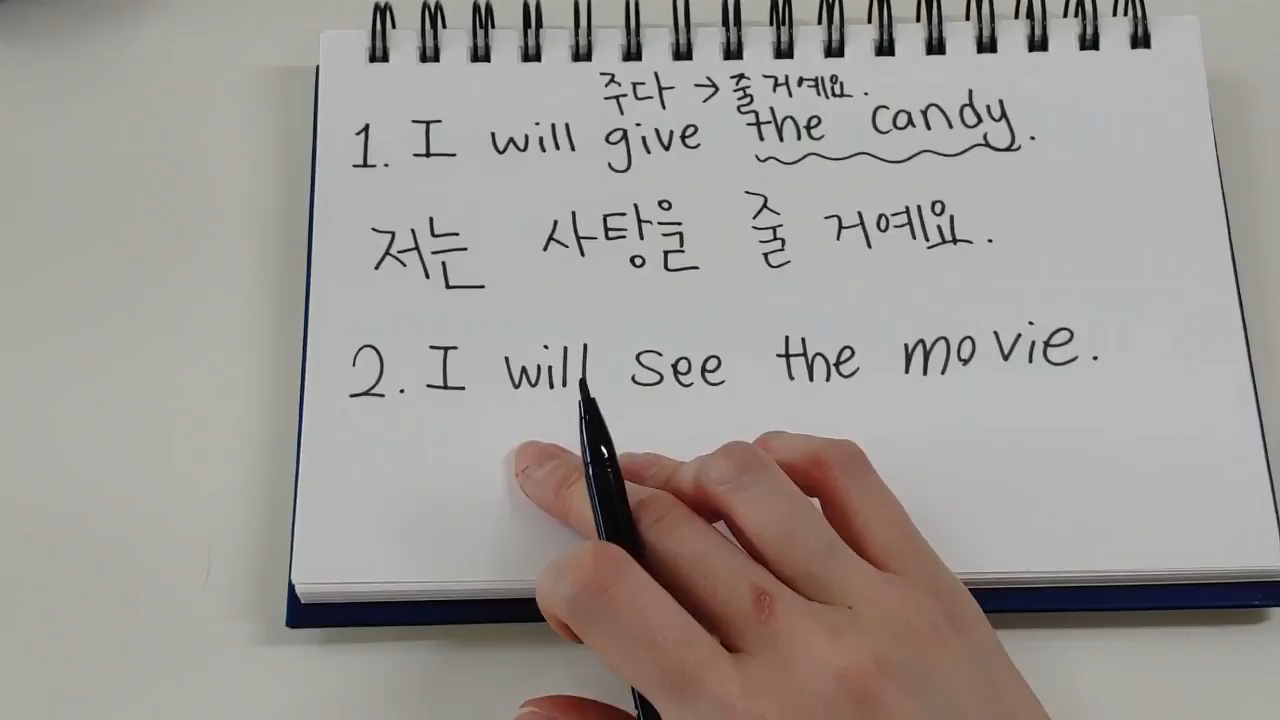 주다 → 줄 거예요.
1. I will give the candy.
저는 사탕을 줄 거예요.
2. I will see the movie.